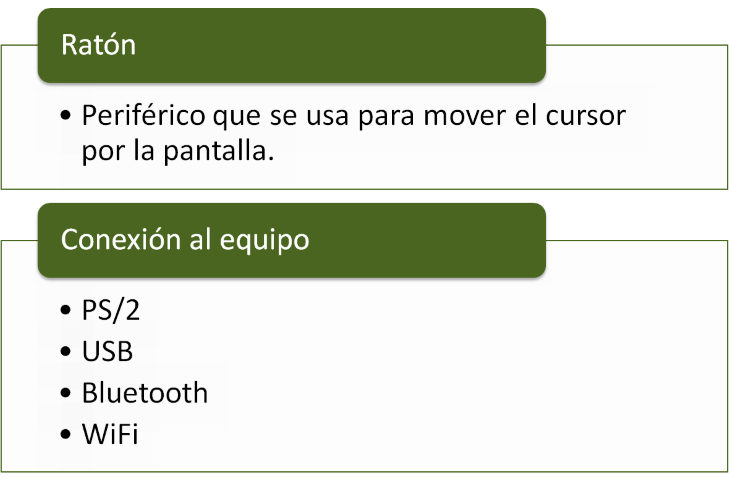 Ratón
• Periférico que se usa para mover el cursor
por la pantalla.
Conexión al equipo
• PS/2
• USB
• Bluetooth
• WiFi